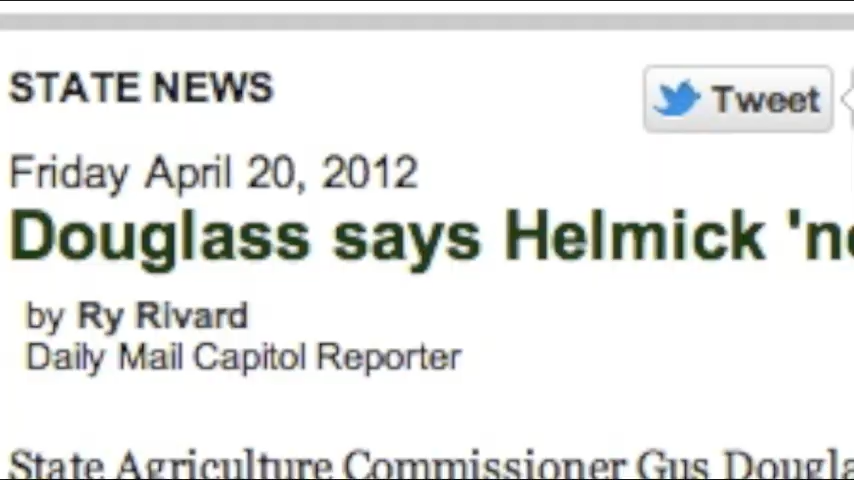 STATE NEWS
Tweet
Friday April 20, 2012
Douglass says Helmick
by Ry Rivard
Daily Mail Capitol Reporter
State Agriculture Commissioner Gus